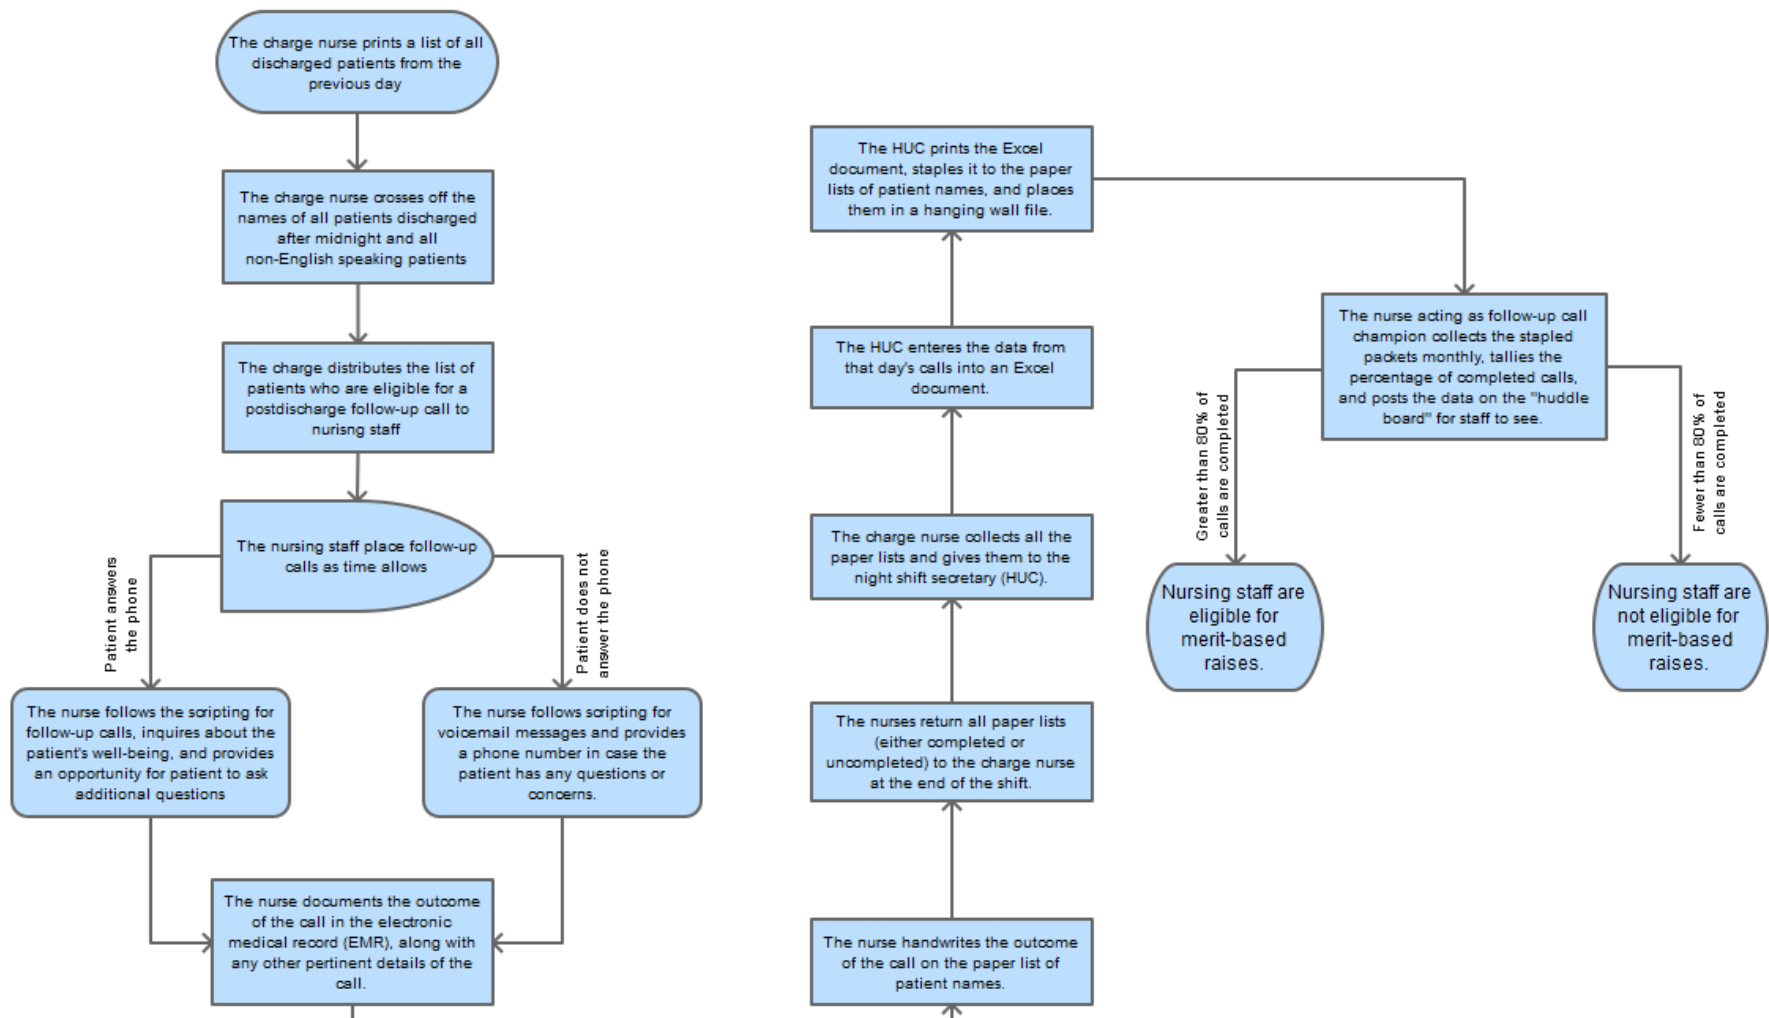 The charge nurse prints a list of all
discharged patients from the
previous day
The charge nurse crosses off the
names of all patients discharged
after midnight and all
non-English speaking patients
The charge distributes the list of
patients who are eligible for a
postdischarge follow-up call to
nurisng staff
The nursing staff place follow-up
calls as time allows
Patient answers
the phone
Patient does not
answer the phone
The nurse follows the scripting for
follow-up calls, inquires about the
patient's well-being, and provides
an opportunity for patient to ask
additional questions
The nurse follows scripting for
voicemail messages and provides
a phone number in case the
patient has any questions or
concerns.
The nurse documents the outcome
of the call in the electronic
medical record (EMR), along with
any other pertinent details of the
call.
The nurse handwrites the outcome
of the call on the paper list of
patient names.
The nurses return all paper lists
(either completed or
uncompleted) to the charge nurse
at the end of the shift.
The charge nurse collects all the
paper lists and gives them to the
night shift secretary (HUC).
The HUC enteres the data from
that day's calls into an Excel
document.
The HUC prints the Excel
document, staples it to the paper
lists of patient names, and places
them in a hanging wall file.
The nurse acting as follow-up call
champion collects the stapled
packets monthly, tallies the
percentage of completed calls,
and posts the data on the "huddle
board" for staff to see.
Greater than 80% of
calls are completed
Fewer than 80% of
calls are completed
Nursing staff are
eligible for
merit-based
raises.
Nursing staff are
not eligible for
merit-based
raises.